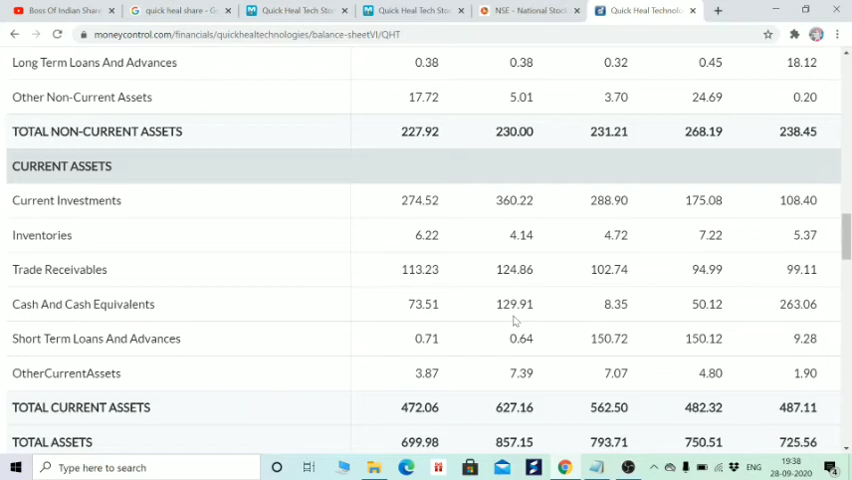 Boss Of Indian Shar
quick heal share - Go
Quick Heal Tech Sto
Quick Heal Tech Sto
NSE - National Stock
Quick Heal Technolo
moneycontrol.com/financials/quickhealtechnologies/balance-sheetVI/QHT
Long Term Loans And Advances 0.38 0.38 0.32 0.45 18.12
Other Non-Current Assets 17.72 5.01 3.70 24.69 0.20
TOTAL NON-CURRENT ASSETS 227.92 230.00 231.21 268.19 238.45
CURRENT ASSETS
Current Investments 274.52 360.22 288.90 175.08 108.40
Inventories 6.22 4.14 4.72 7.22 5.37
Trade Receivables 113.23 124.86 102.74 94.99 99.11
Cash And Cash Equivalents 73.51 129.91 8.35 50.12 263.06
Short Term Loans And Advances 0.71 0.64 150.72 150.12 9.28
OtherCurrentAssets 3.87 7.39 7.07 4.80 1.90
TOTAL CURRENT ASSETS 472.06 627.16 562.50 482.32 487.11
TOTAL ASSETS 699.98 857.15 793.71 750.51 725.56
Type here to search
ENG
19:38
28-09-2020
4